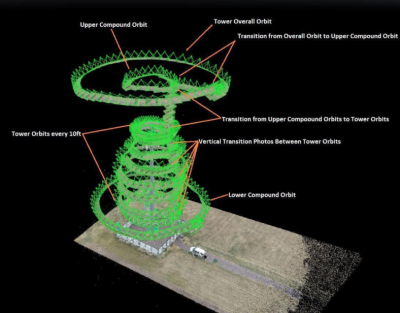 Tower Overall Orbit
Upper Compound Orbit
Transition from Overall Orbit to Upper Compound Orbit
Transition from Upper Compound Orbits to Tower Orbits
Tower Orbits every 10ft
Vertical Transition Photos Between Tower Orbits
Lower Compound Orbit